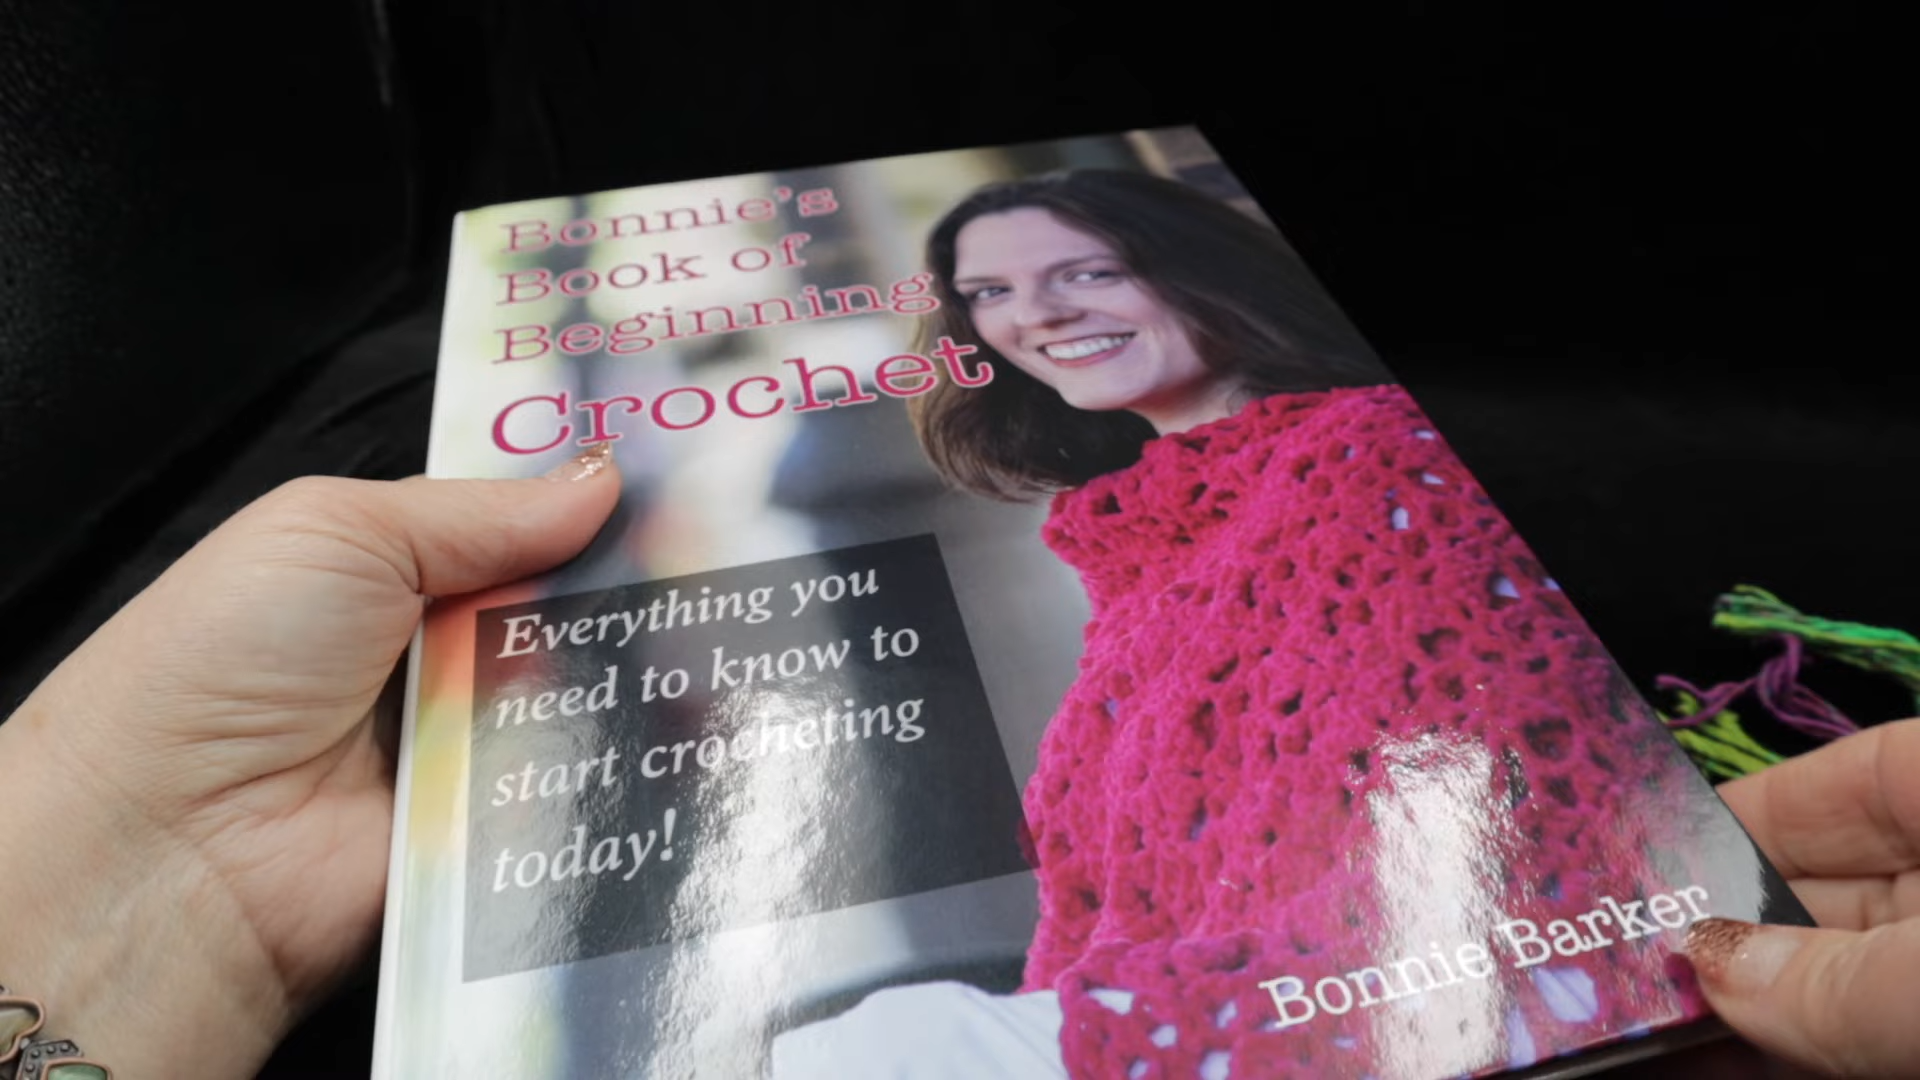 Bonnie's
Book of
Beginning
Crochet
Everything you
need to know to
start crocheting
today!
Bonnie Barker